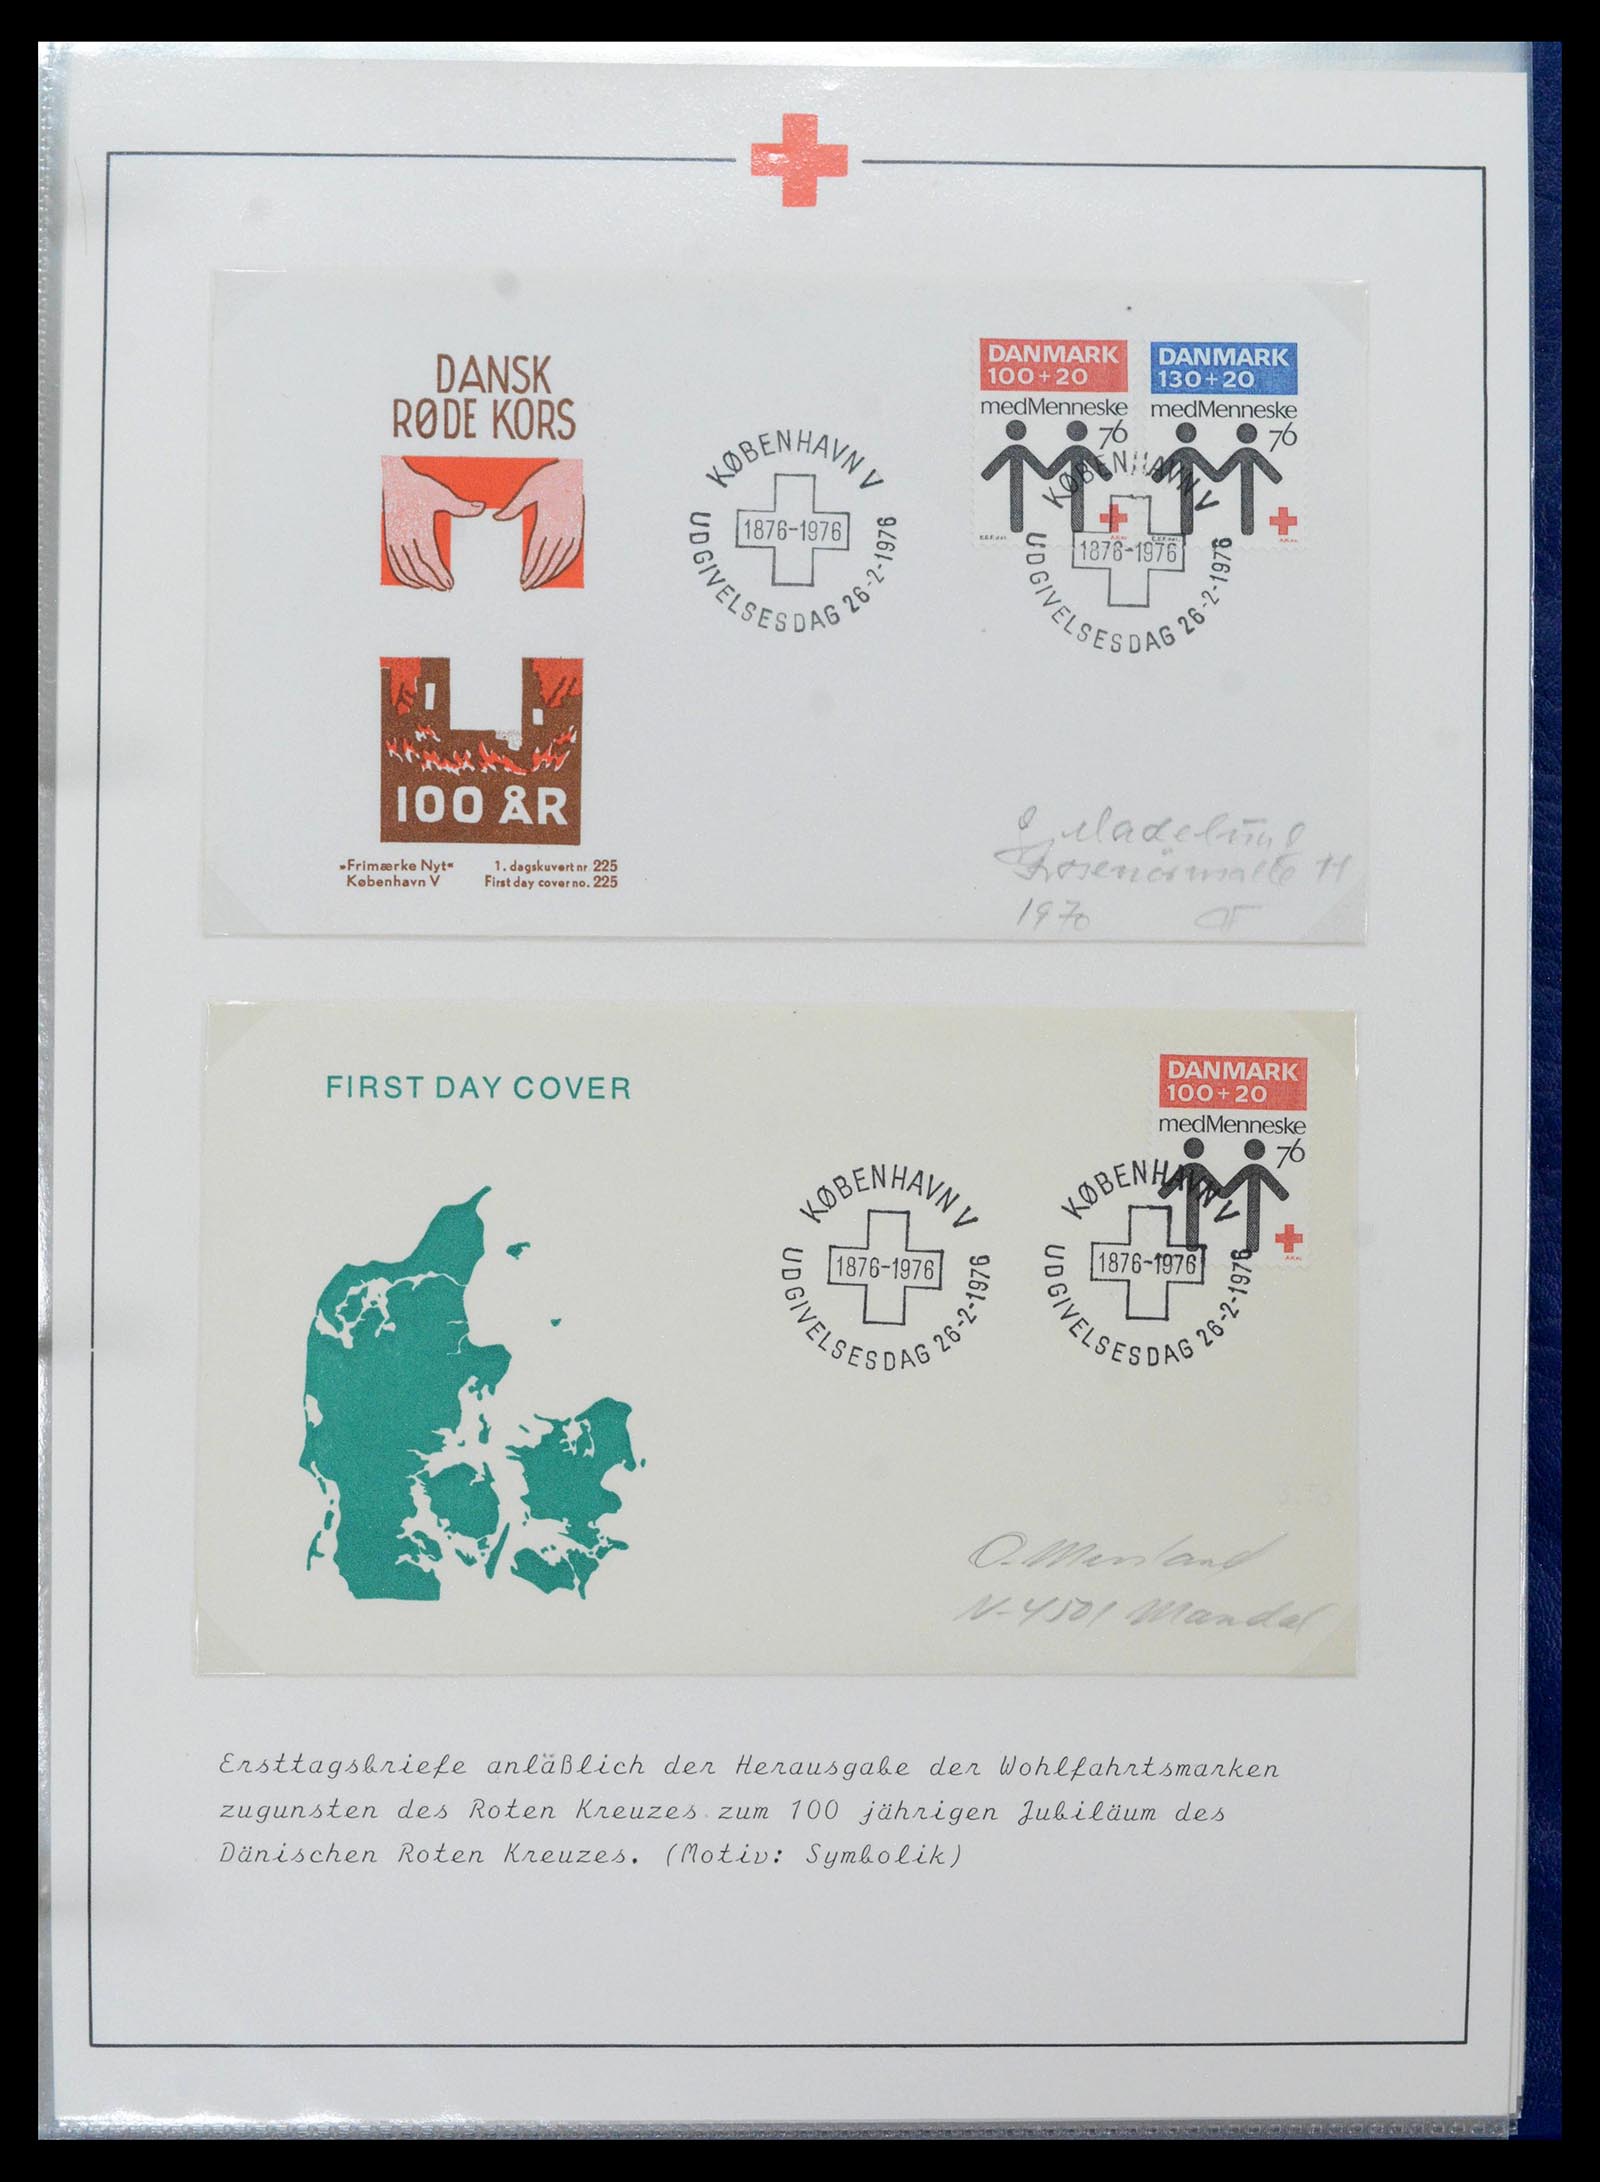 DANSK
RØDE KORS
100 ÅR
»Frimærke Nyt«
København V
1. dagskuvert nr. 225
First day cover no. 225
KØBENHAVN V
1876-1976
UDGIVELSESDAG 26-2-1976
DANMARK
100+20
medMenneske
76
DANMARK
130+20
medMenneske
76
KØBENHAVN V
1876-1976
UDGIVELSESDAG 26-2-1976
1970
FIRST DAY COVER
KØBENHAVN V
1876-1976
UDGIVELSESDAG 26-2-1976
DANMARK
100+20
medMenneske
76
KØBENHAVN V
1876-1976
UDGIVELSESDAG 26-2-1976
N-4501 Mandal
Ersttagsbriefe anläßlich der Herausgabe der Wohlfahrtsmarken
zugunsten des Roten Kreuzes zum 100 jährigen Jubiläum des
Dänischen Roten Kreuzes. (Motiv: Symbolik)